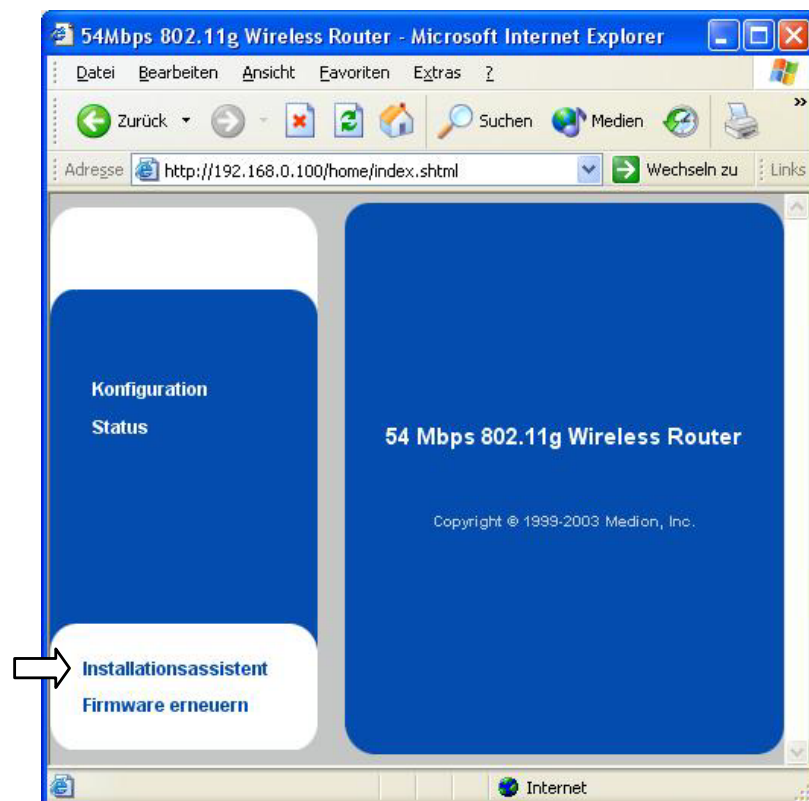 54Mbps 802.11g Wireless Router - Microsoft Internet Explorer
Datei Bearbeiten Ansicht Favoriten Extras ?
Zurück Suchen Medien »
Adresse http://192.168.0.100/home/index.shtml Wechseln zu Links
Konfiguration
Status
54 Mbps 802.11g Wireless Router
Copyright © 1999-2003 Medion, Inc.
Installationsassistent
Firmware erneuern
Internet